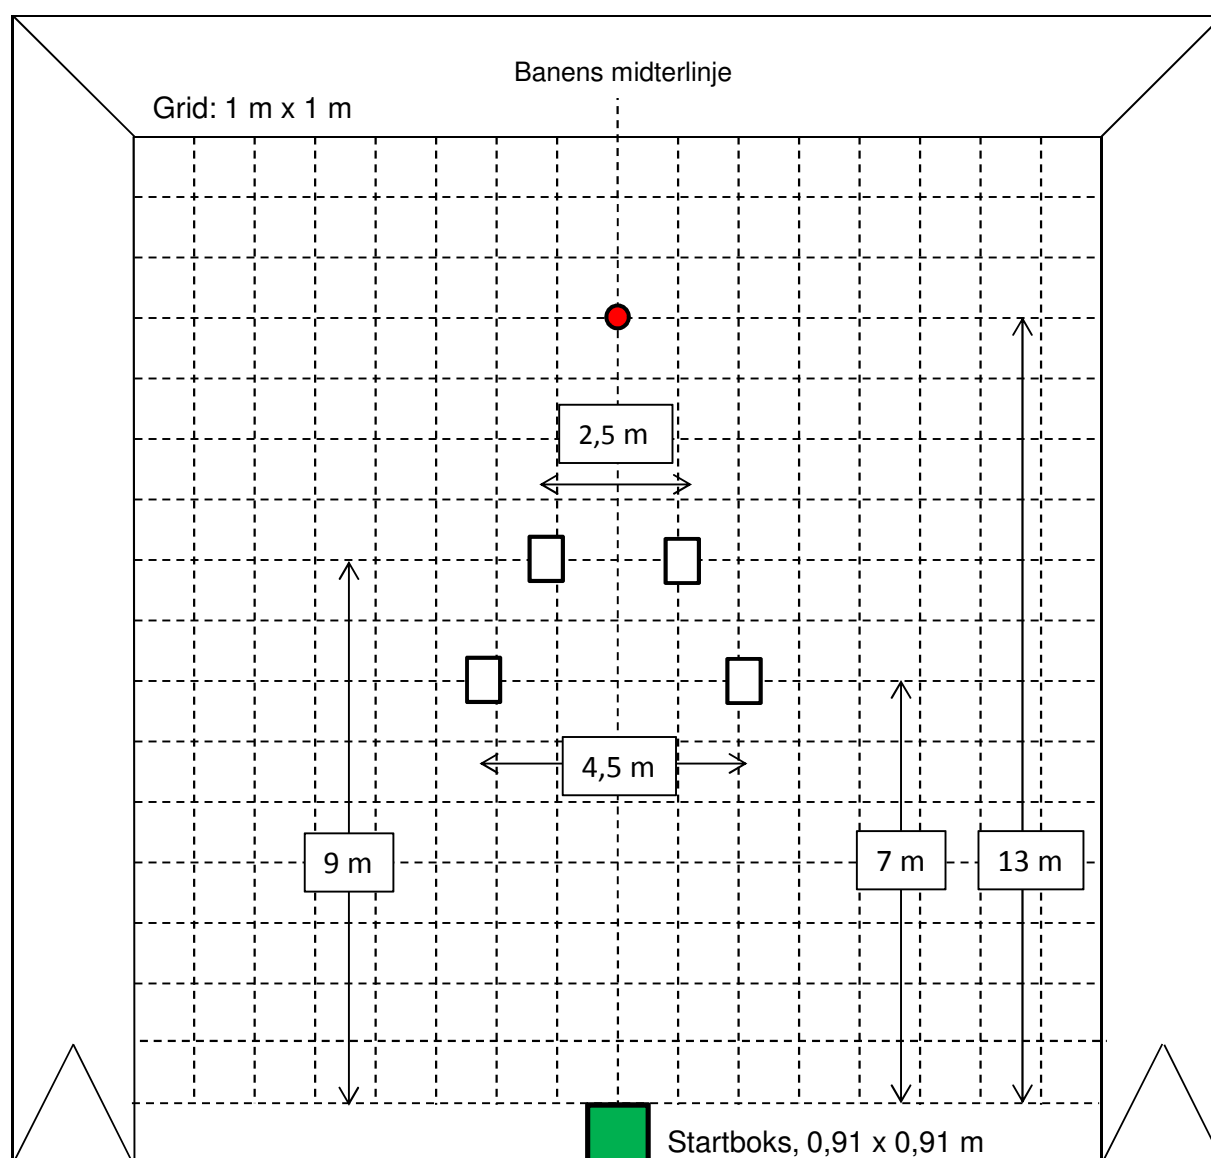 Banens midterlinje
Grid: 1 m x 1 m
2,5 m
4,5 m
9 m
7 m
13 m
Startboks, 0,91 x 0,91 m